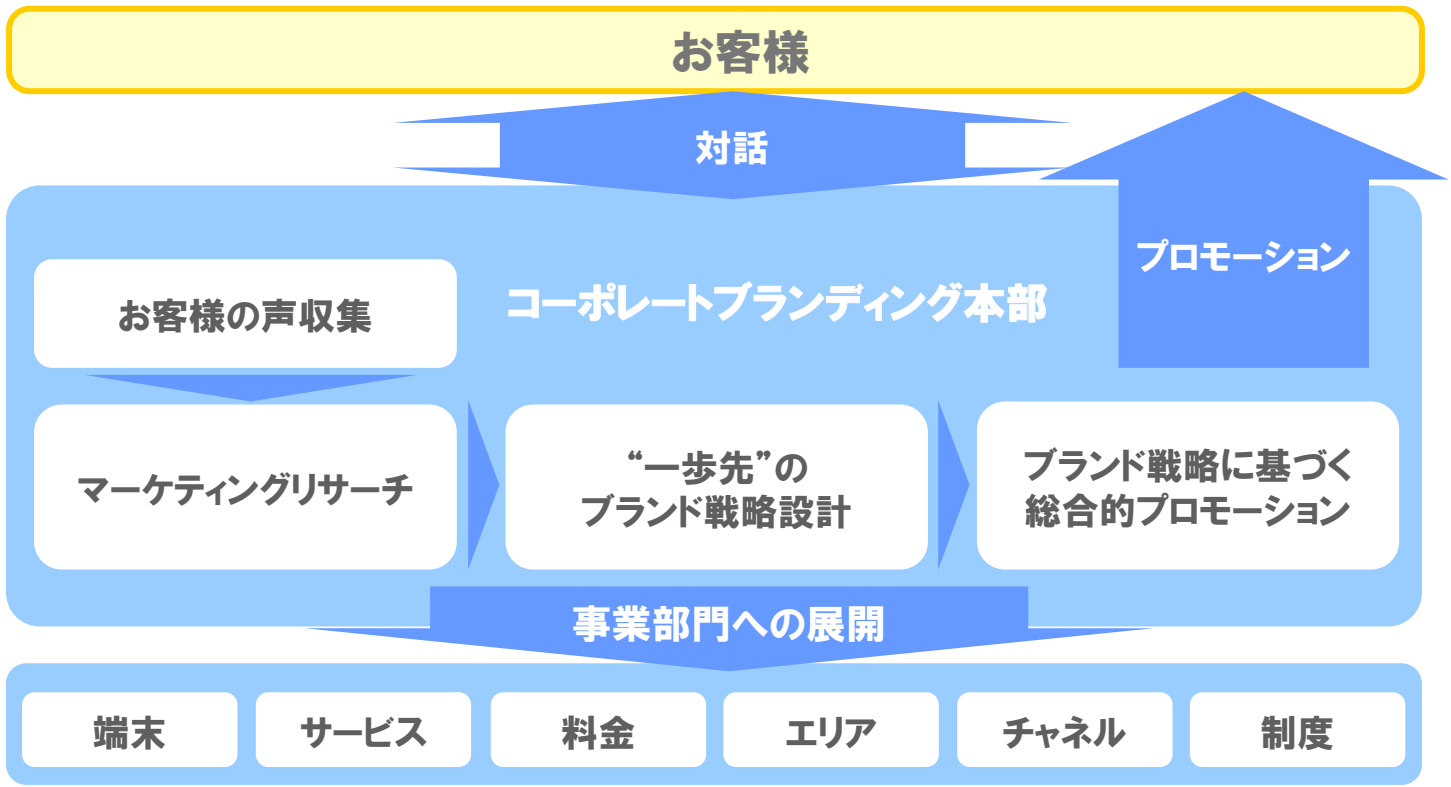 お客様
対話
プロモーション
お客様の声収集
コーポレートブランディング本部
マーケティングリサーチ
“一歩先”の
ブランド戦略設計
ブランド戦略に基づく
総合的プロモーション
事業部門への展開
端末
サービス
料金
エリア
チャネル
制度